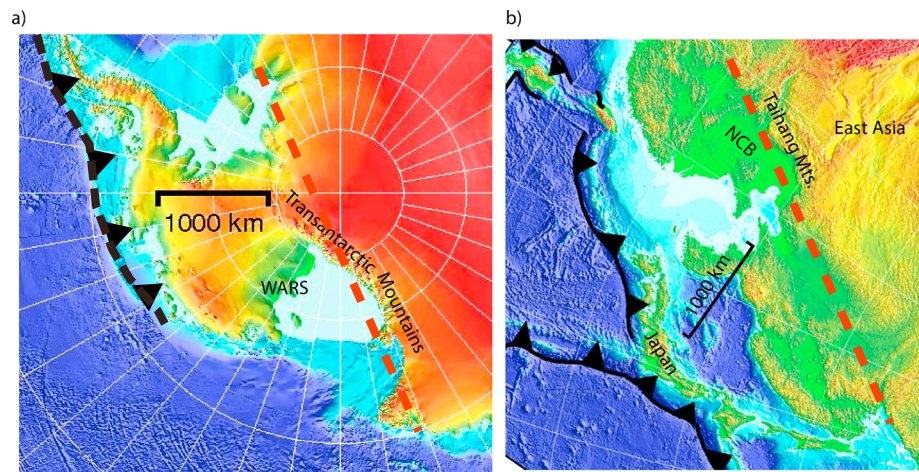 a)
1000 km
Transantarctic Mountains
WARS
b)
NCB
Taihang Mts.
East Asia
1000 km
Japan